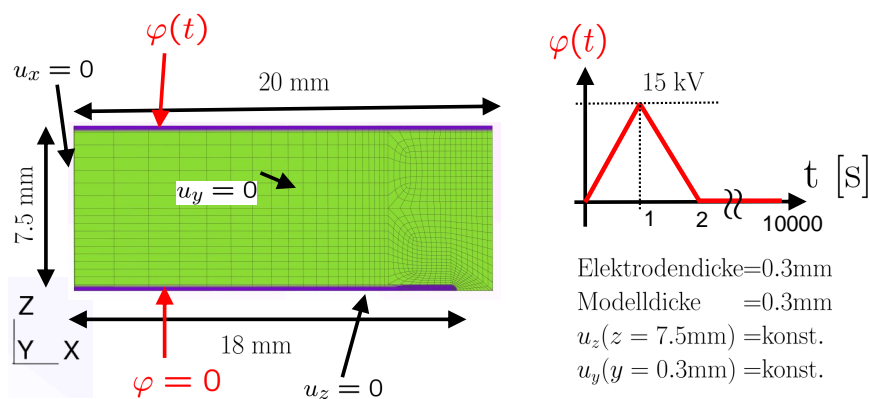 φ(t)
u_x = 0
20 mm
7.5 mm
u_y = 0
Z
Y X
18 mm
φ = 0
u_z = 0
φ(t)
15 kV
t [s]
1
2
10000
Elektrodendicke=0.3mm
Modelldicke =0.3mm
u_z(z = 7.5mm) =konst.
u_y(y = 0.3mm) =konst.